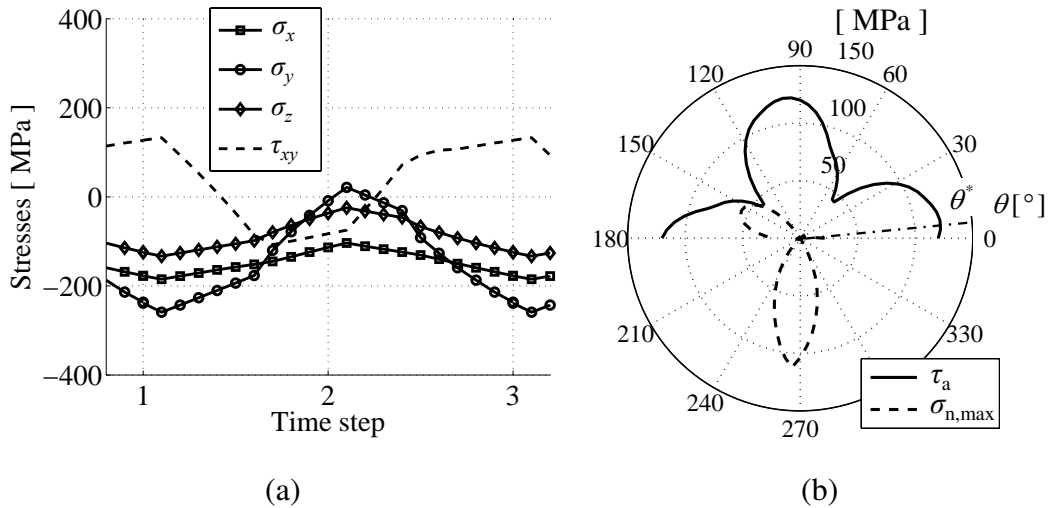 400
200
0
−200
−400
Stresses [ MPa ]
1
2
3
Time step
σx
σy
σz
τxy
(a)
[ MPa ]
90
150
120
60
100
150
30
50
θ*
θ[°]
180
0
210
330
240
270
τa
σn,max
(b)